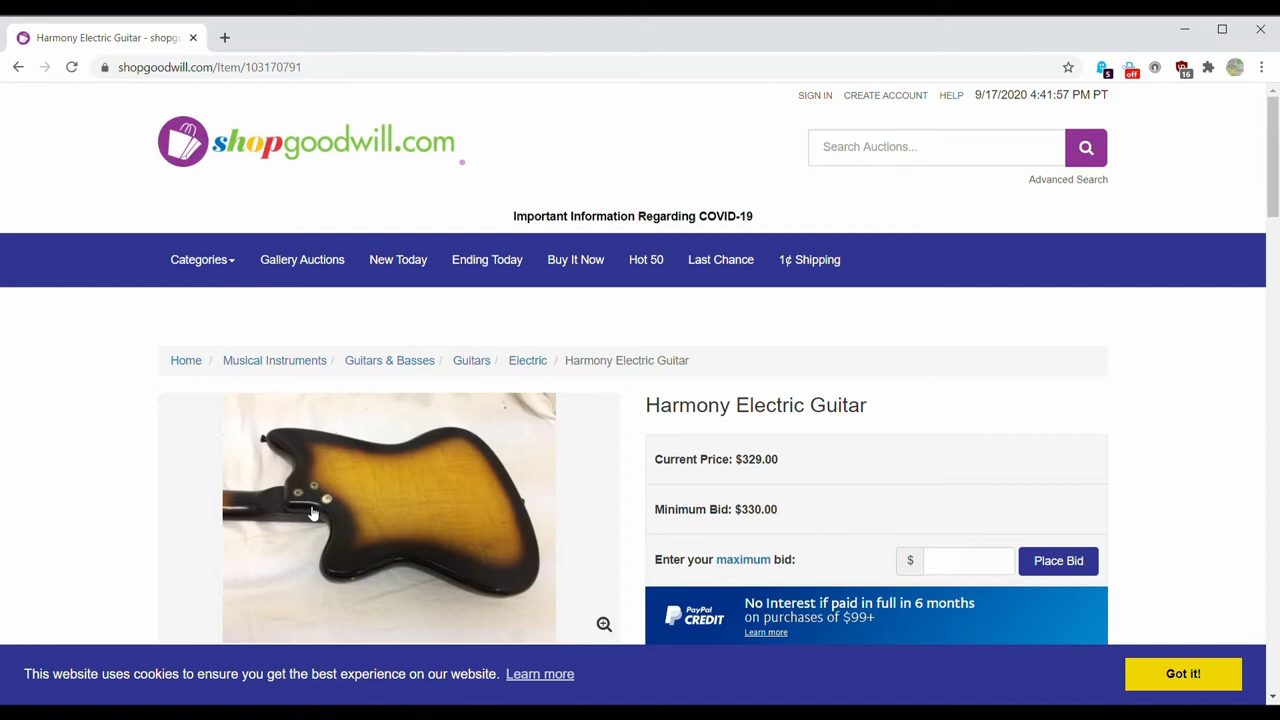 Harmony Electric Guitar - shopgo
shopgoodwill.com/Item/103170791
5
off
16
SIGN IN CREATE ACCOUNT HELP 9/17/2020 4:41:57 PM PT
shopgoodwill.com®
Search Auctions...
Advanced Search
Important Information Regarding COVID-19
Categories Gallery Auctions New Today Ending Today Buy It Now Hot 50 Last Chance 1¢ Shipping
Home / Musical Instruments / Guitars & Basses / Guitars / Electric / Harmony Electric Guitar
Harmony Electric Guitar
Current Price: $329.00
Minimum Bid: $330.00
Enter your maximum bid: $ Place Bid
PayPal CREDIT
No Interest if paid in full in 6 months
on purchases of $99+
Learn more
This website uses cookies to ensure you get the best experience on our website. Learn more
Got it!